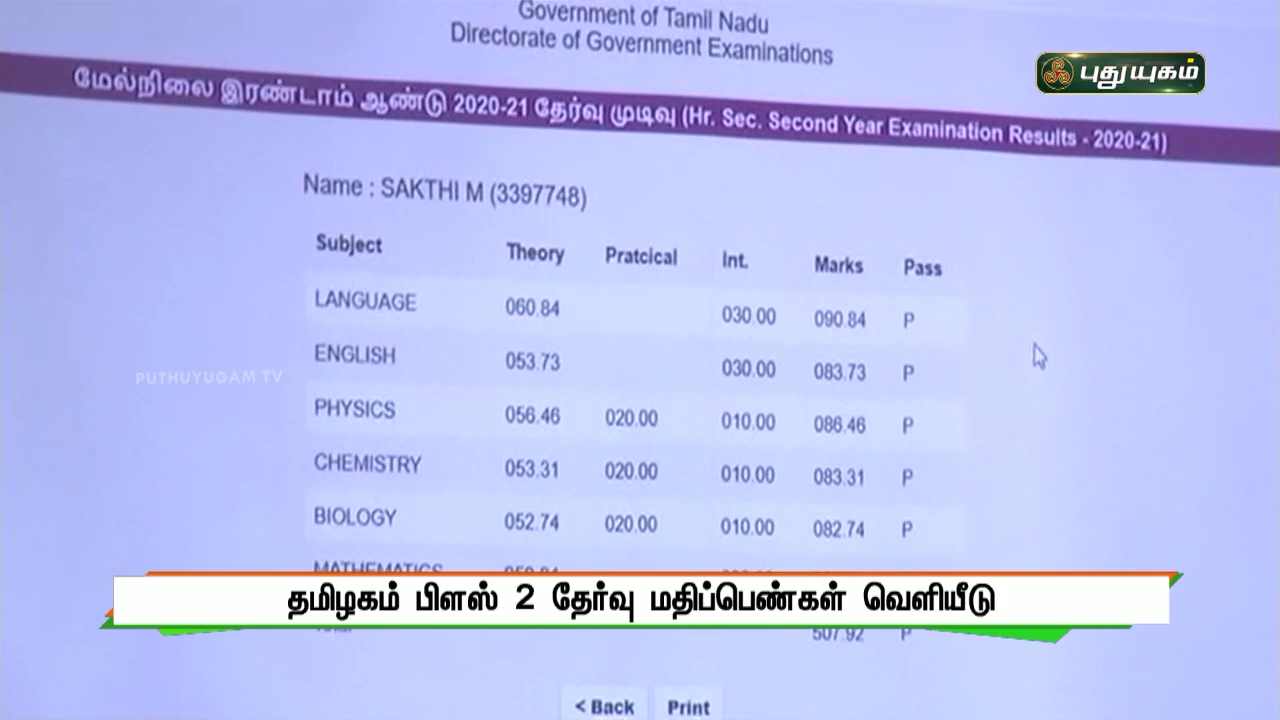 Government of Tamil Nadu
Directorate of Government Examinations
புதுயுகம்
மேல்நிலை இரண்டாம் ஆண்டு 2020-21 தேர்வு முடிவு (Hr. Sec. Second Year Examination Results - 2020-21)
Name : SAKTHI M (3397748)
Subject Theory Pratcical Int. Marks Pass
LANGUAGE 060.84 030.00 090.84 P
ENGLISH 053.73 030.00 083.73 P
PUTHUYUGAM TV
PHYSICS 056.46 020.00 010.00 086.46 P
CHEMISTRY 053.31 020.00 010.00 083.31 P
BIOLOGY 052.74 020.00 010.00 082.74 P
MATHEMATICS
தமிழகம் பிளஸ் 2 தேர்வு மதிப்பெண்கள் வெளியீடு
507.92 P
< Back Print